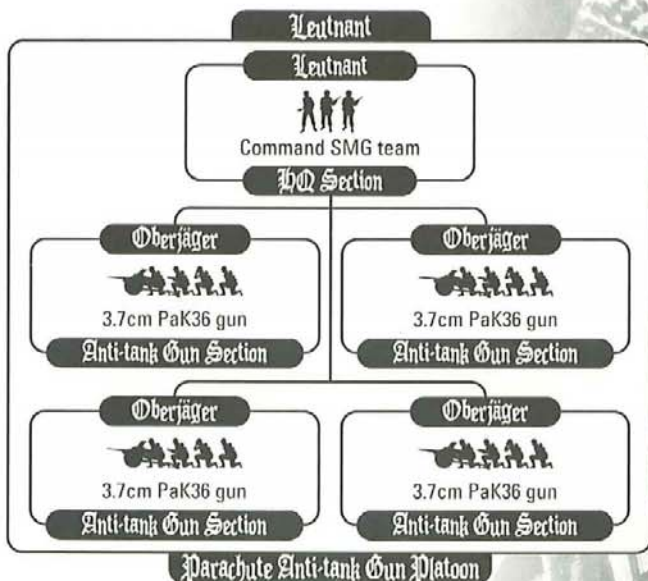 Leutnant
Leutnant
Command SMG team
HQ Section
Oberjäger
Oberjäger
3.7cm PaK36 gun
3.7cm PaK36 gun
Anti-tank Gun Section
Anti-tank Gun Section
Oberjäger
Oberjäger
3.7cm PaK36 gun
3.7cm PaK36 gun
Anti-tank Gun Section
Anti-tank Gun Section
Parachute Anti-tank Gun Platoon